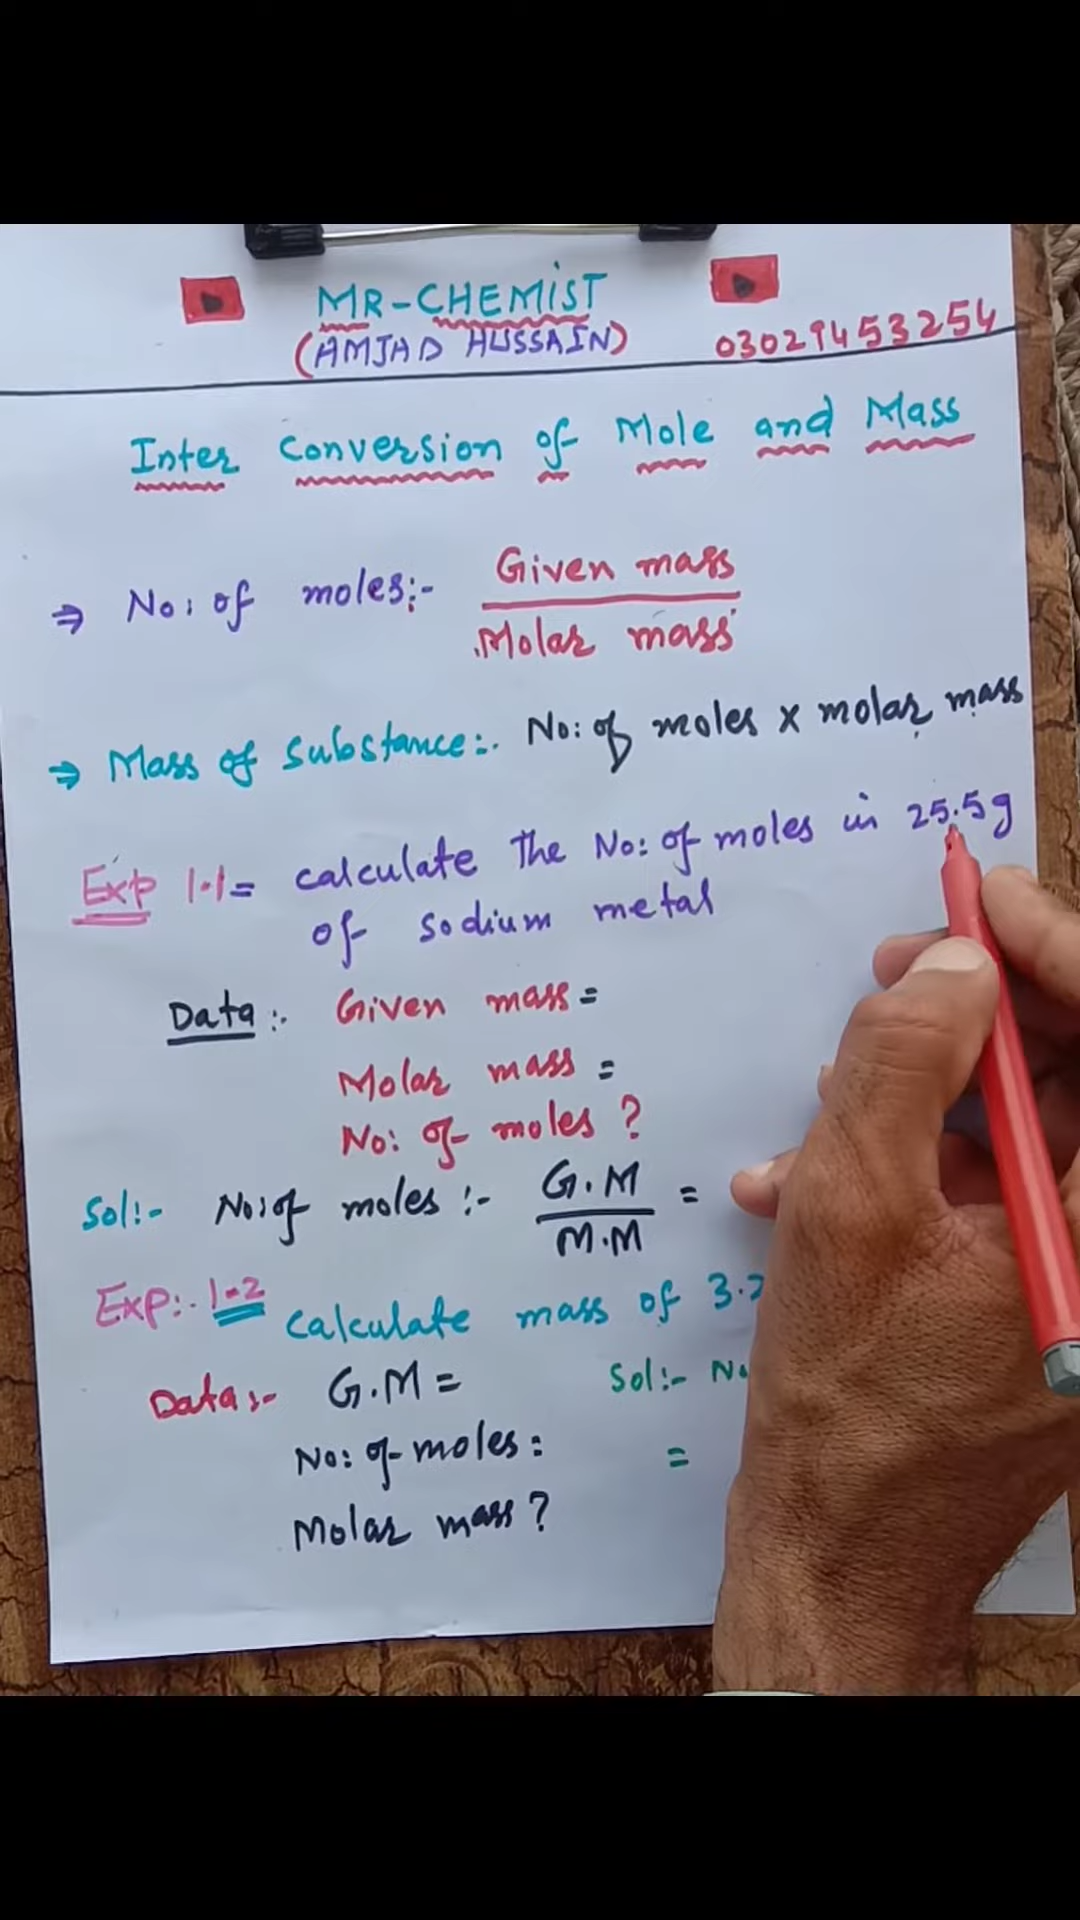 MR-CHEMIST
(AMJAD HUSSAIN) 03029453254
Inter Conversion of Mole and Mass
⇒ No: of moles:- Given mass
Molar mass
⇒ Mass of substance:. No: of moles x molar mass
Exp 1.1= calculate The No: of moles in 25.5g
of sodium metal
Data:. Given mass =
Molar mass =
No: of moles ?
Sol:- No: of moles :- G.M =
M.M
Exp:- 1.2 calculate mass of 3.2
Data:- G.M = Sol:- No
No: of moles: =
Molar mass ?